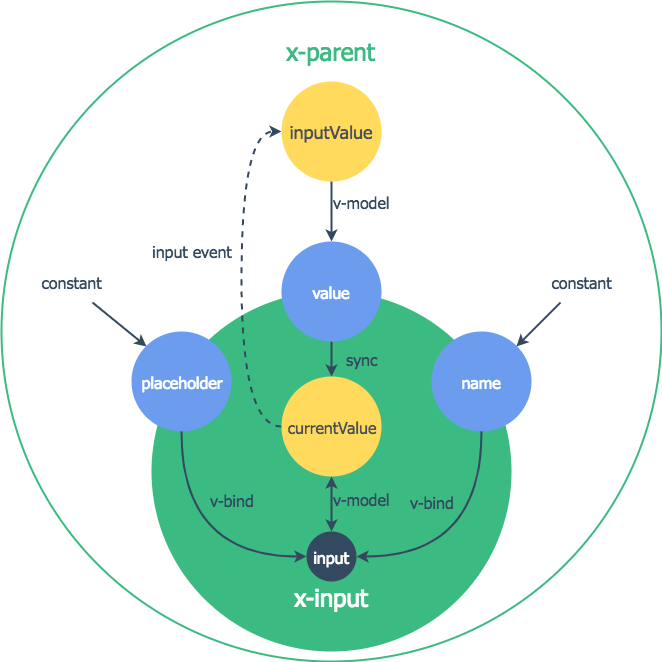 x-parent
inputValue
v-model
input event
constant
constant
value
sync
placeholder
name
currentValue
v-bind
v-model
v-bind
input
x-input